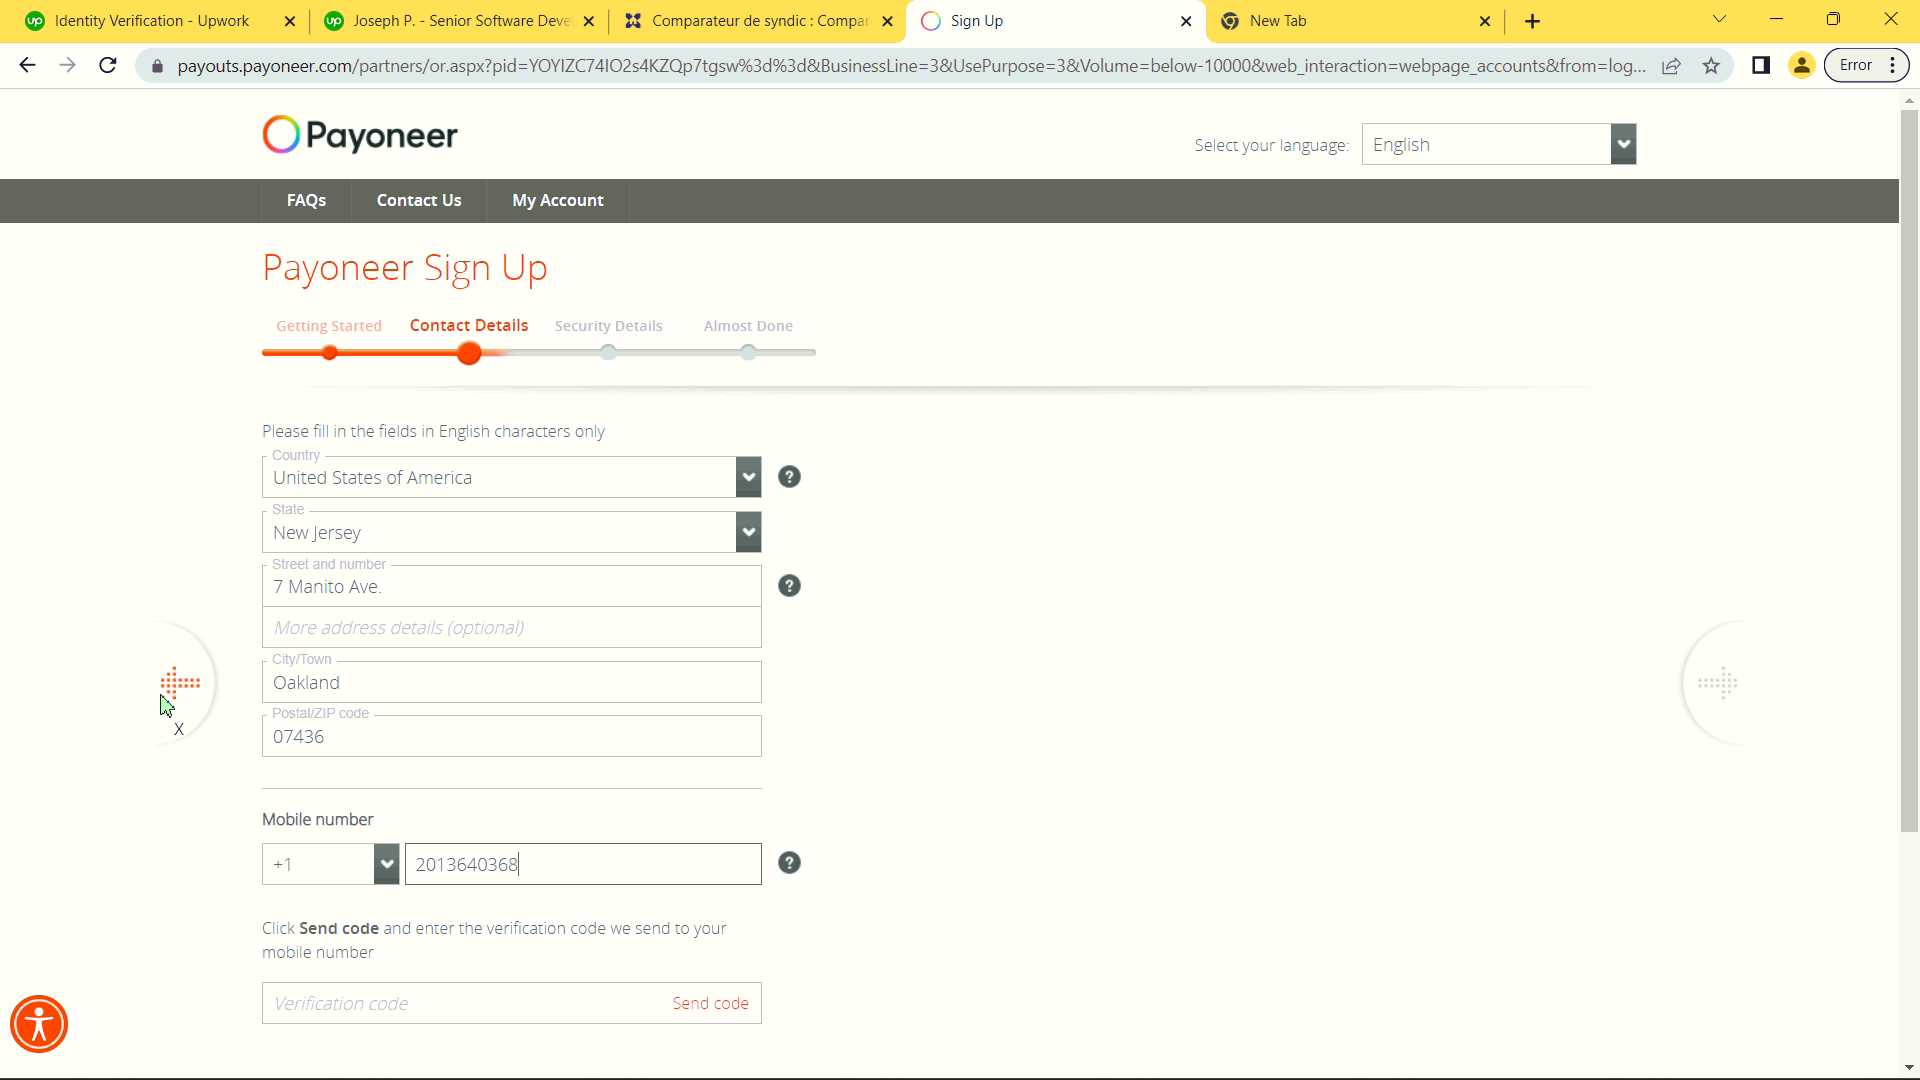 Identity Verification - Upwork
Joseph P. - Senior Software Deve
Comparateur de syndic : Compar
Sign Up
New Tab
payouts.payoneer.com/partners/or.aspx?pid=YOYIZC74IO2s4KZQp7tgsw%3d%3d&BusinessLine=3&UsePurpose=3&Volume=below-10000&web_interaction=webpage_accounts&from=log...
Error
Payoneer
Select your language:
English
FAQs
Contact Us
My Account
Payoneer Sign Up
Getting Started
Contact Details
Security Details
Almost Done
Please fill in the fields in English characters only
Country
United States of America
?
State
New Jersey
Street and number
7 Manito Ave.
?
More address details (optional)
City/Town
Oakland
Postal/ZIP code
07436
X
Mobile number
+1
2013640368
?
Click Send code and enter the verification code we send to your
mobile number
Verification code
Send code